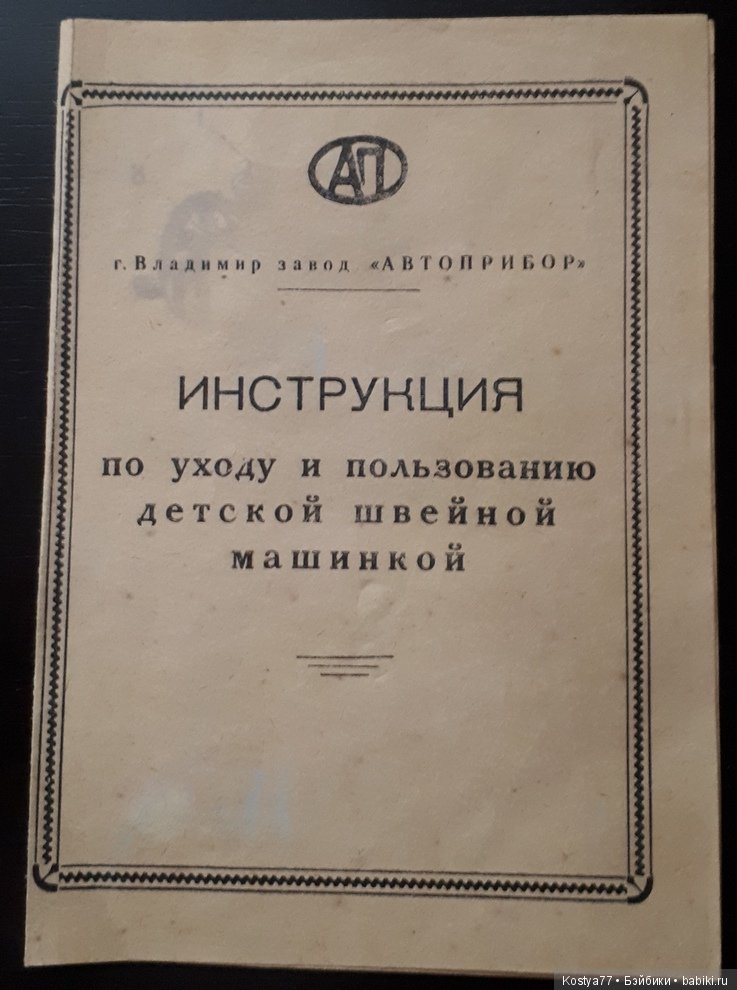 АП
г. Владимир завод «АВТОПРИБОР»
ИНСТРУКЦИЯ
по уходу и пользованию
детской швейной
машинкой
Kostya77 • Бэйбики • babiki.ru